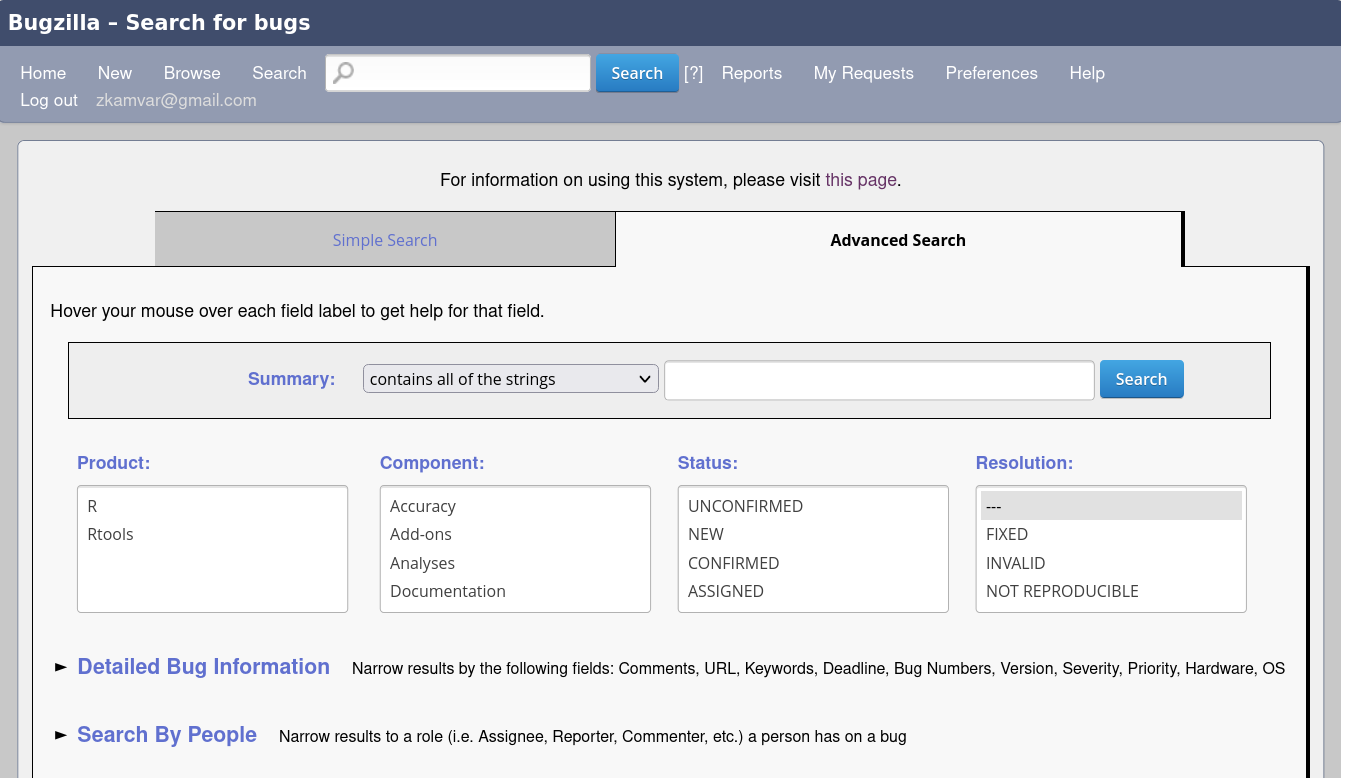 Bugzilla – Search for bugs
Home New Browse Search Search [?] Reports My Requests Preferences Help
Log out zkamvar@gmail.com
For information on using this system, please visit this page.
Simple Search Advanced Search
Hover your mouse over each field label to get help for that field.
Summary: contains all of the strings Search
Product: Component: Status: Resolution:
R Accuracy UNCONFIRMED ---
Rtools Add-ons NEW FIXED
Analyses CONFIRMED INVALID
Documentation ASSIGNED NOT REPRODUCIBLE
Detailed Bug Information Narrow results by the following fields: Comments, URL, Keywords, Deadline, Bug Numbers, Version, Severity, Priority, Hardware, OS
Search By People Narrow results to a role (i.e. Assignee, Reporter, Commenter, etc.) a person has on a bug